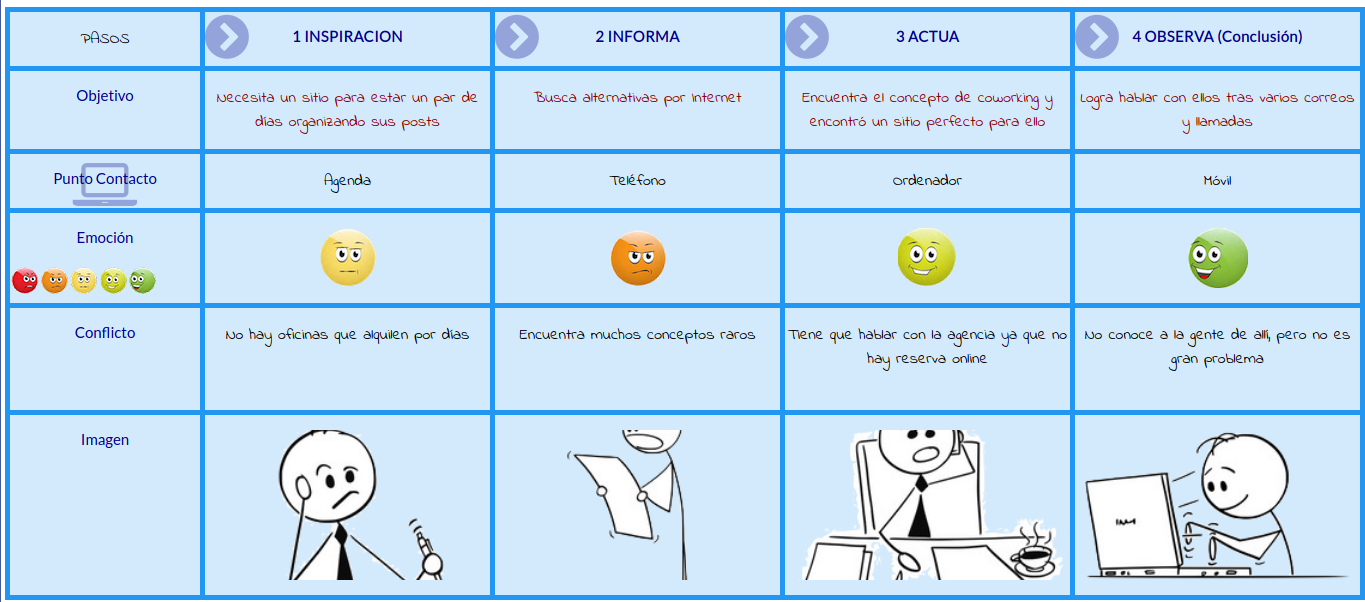 PASOS
1 INSPIRACION
2 INFORMA
3 ACTUA
4 OBSERVA (Conclusión)
Objetivo
Necesita un sitio para estar un par de
días organizando sus posts
Busca alternativas por Internet
Encuentra el concepto de coworking y
encontró un sitio perfecto para ello
Logra hablar con ellos tras varios correos
y llamadas
Punto Contacto
Agenda
Teléfono
Ordenador
Móvil
Emoción
Conflicto
No hay oficinas que alquilen por días
Encuentra muchos conceptos raros
Tiene que hablar con la agencia ya que no
hay reserva online
No conoce a la gente de allí, pero no es
gran problema
Imagen